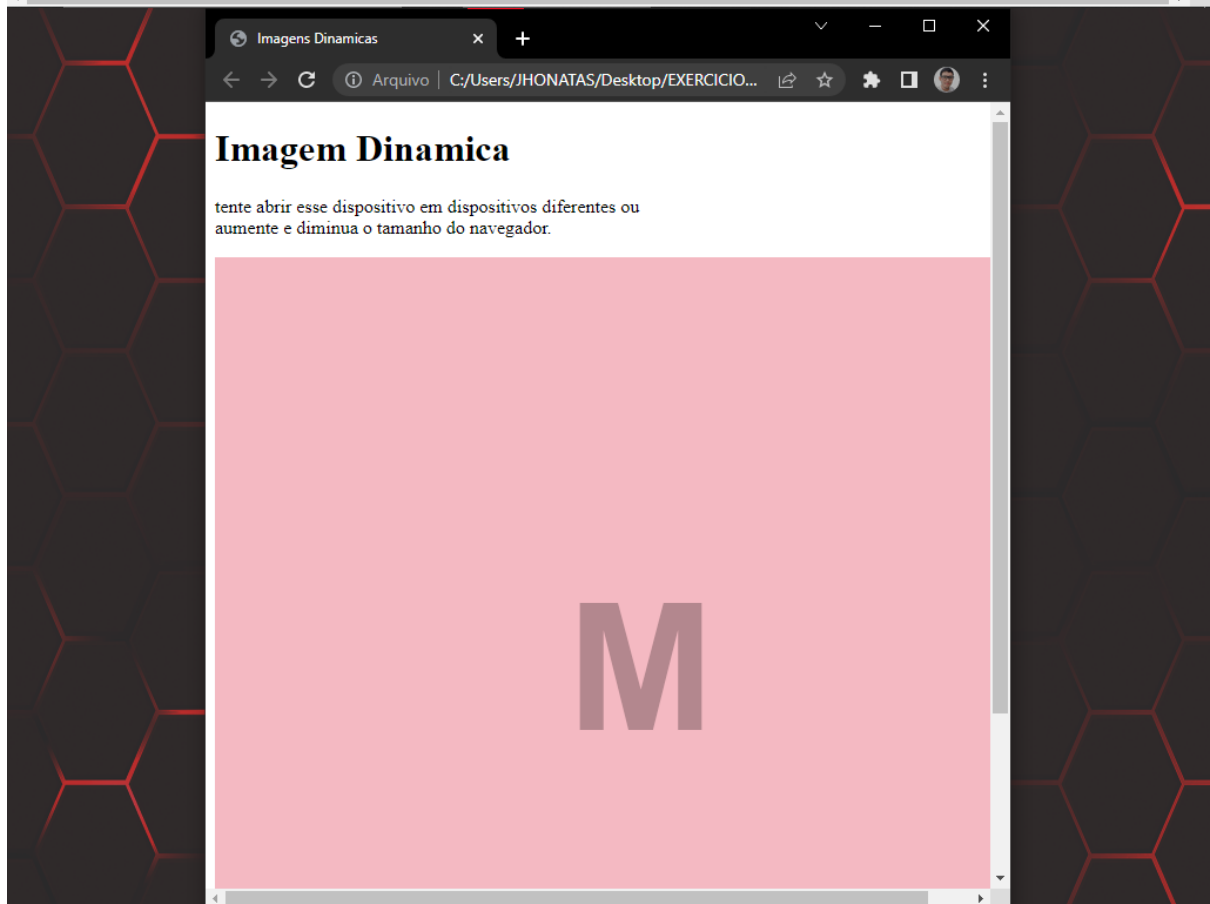 Imagens Dinamicas
Arquivo C:/Users/JHONATAS/Desktop/EXERCICIO...
Imagem Dinamica
tente abrir esse dispositivo em dispositivos diferentes ou
aumente e diminua o tamanho do navegador.
M